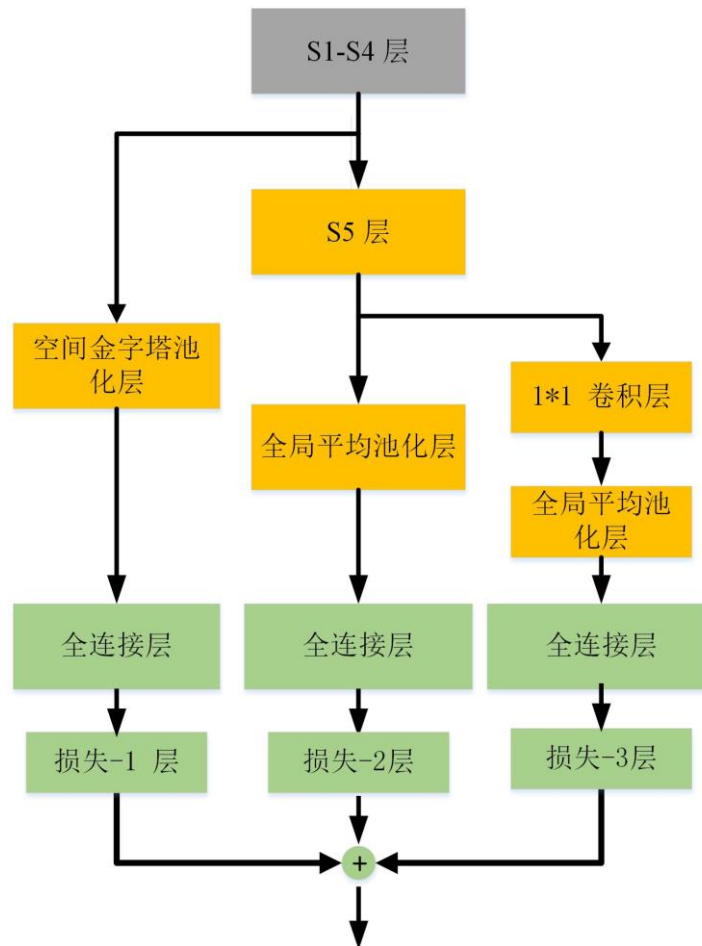 S1-S4 层
S5 层
空间金字塔池
化层
全局平均池化层
1*1 卷积层
全局平均池
化层
全连接层
全连接层
全连接层
损失-1 层
损失-2层
损失-3层
+